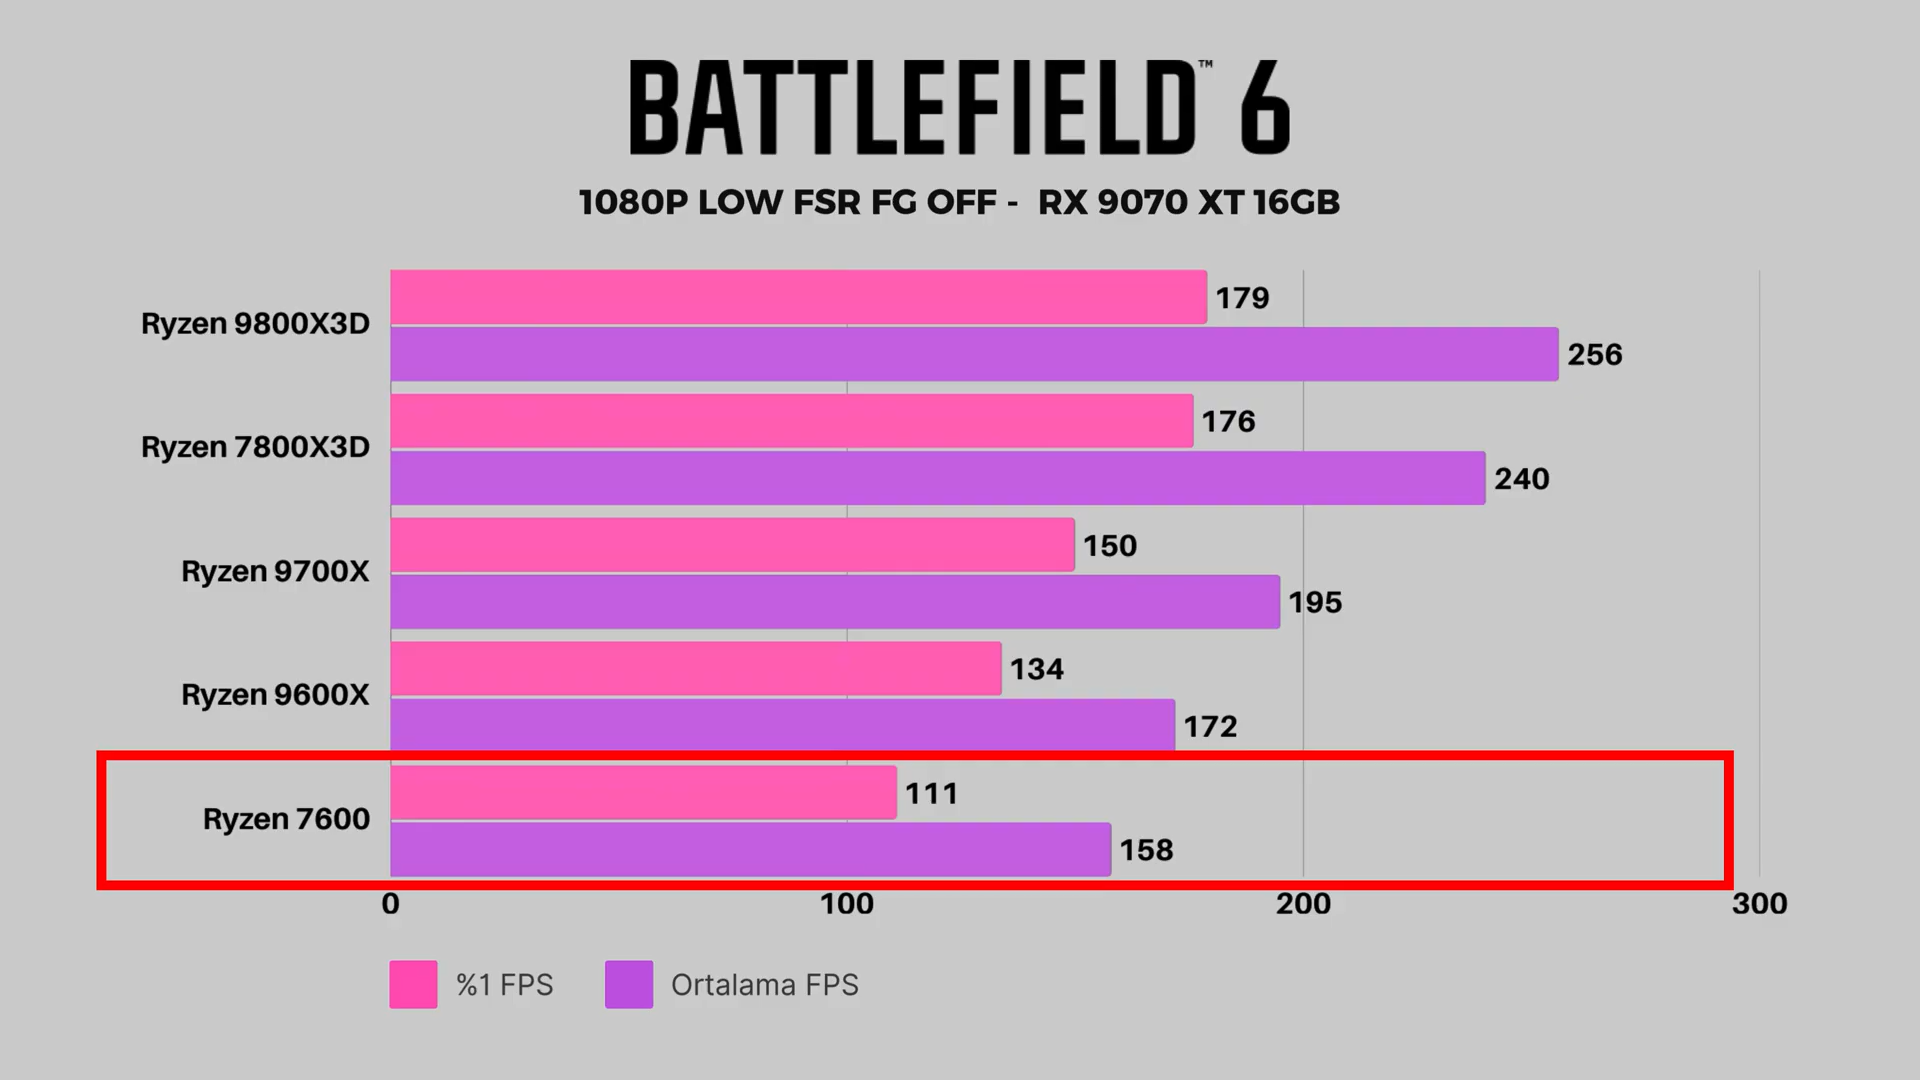 BATTLEFIELD™ 6
1080P LOW FSR FG OFF - RX 9070 XT 16GB
Ryzen 9800X3D
179
256
Ryzen 7800X3D
176
240
Ryzen 9700X
150
195
Ryzen 9600X
134
172
Ryzen 7600
111
158
0 100 200 300
%1 FPS Ortalama FPS